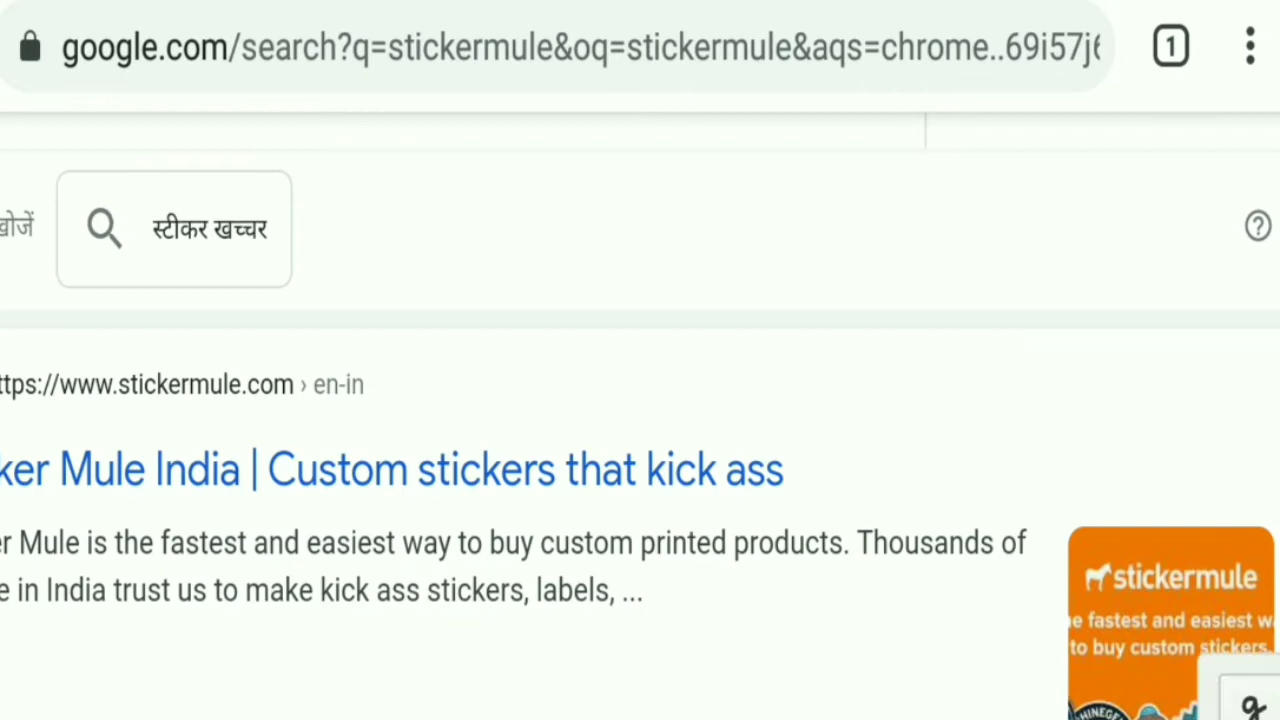 google.com/search?q=stickermule&oq=stickermule&aqs=chrome..69i57j6
1
खोजें
स्टीकर खच्चर
ttps://www.stickermule.com › en-in
ker Mule India | Custom stickers that kick ass
er Mule is the fastest and easiest way to buy custom printed products. Thousands of
e in India trust us to make kick ass stickers, labels, ...
stickermule
e fastest and easiest w
to buy custom stickers.
g